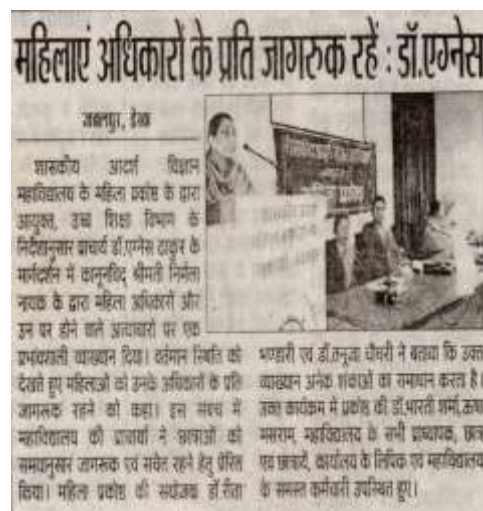 महिलाएं अधिकारों के प्रति जागरुक रहें : डॉ.एग्नेस
जबलपुर, डेस्क
शासकीय आदर्श विज्ञान
महाविद्यालय के महिला प्रकोष्ठ के द्वारा
आयुक्त, उच्च शिक्षा विभाग के
निर्देशानुसार प्राचार्य डॉ.एग्नेस ठाकुर के
मार्गदर्शन में कानूनविद् श्रीमती निर्मला
नायक के द्वारा महिला अधिकारों और
उन पर होने वाले अत्याचारों पर एक
प्रभावशाली व्याख्यान दिया। वर्तमान स्थिति को
देखते हुए महिलाओं को उनके अधिकारों के प्रति
जागरूक रहने को कहा। इस संबंध में
महाविद्यालय की प्राचार्या ने छात्राओं को
समयनुसार जागरूक एवं सचेत रहने हेतु प्रेरित
किया। महिला प्रकोष्ठ की संयोजक डॉ.रीता
भण्डारी एवं डॉ.तनूजा चौधरी ने बताया कि उक्त
व्याख्यान अनेक शंकाओं का समाधान करता है।
उक्त कार्यक्रम में प्रकोष्ठ की डॉ.भारती शर्मा,ऊषा
मसराम, महाविद्यालय के सभी प्राध्यापक, छात्र
एवं छात्रायें, कार्यालय के लिपिक एवं महाविद्यालय
के समस्त कर्मचारी उपस्थित हुए।